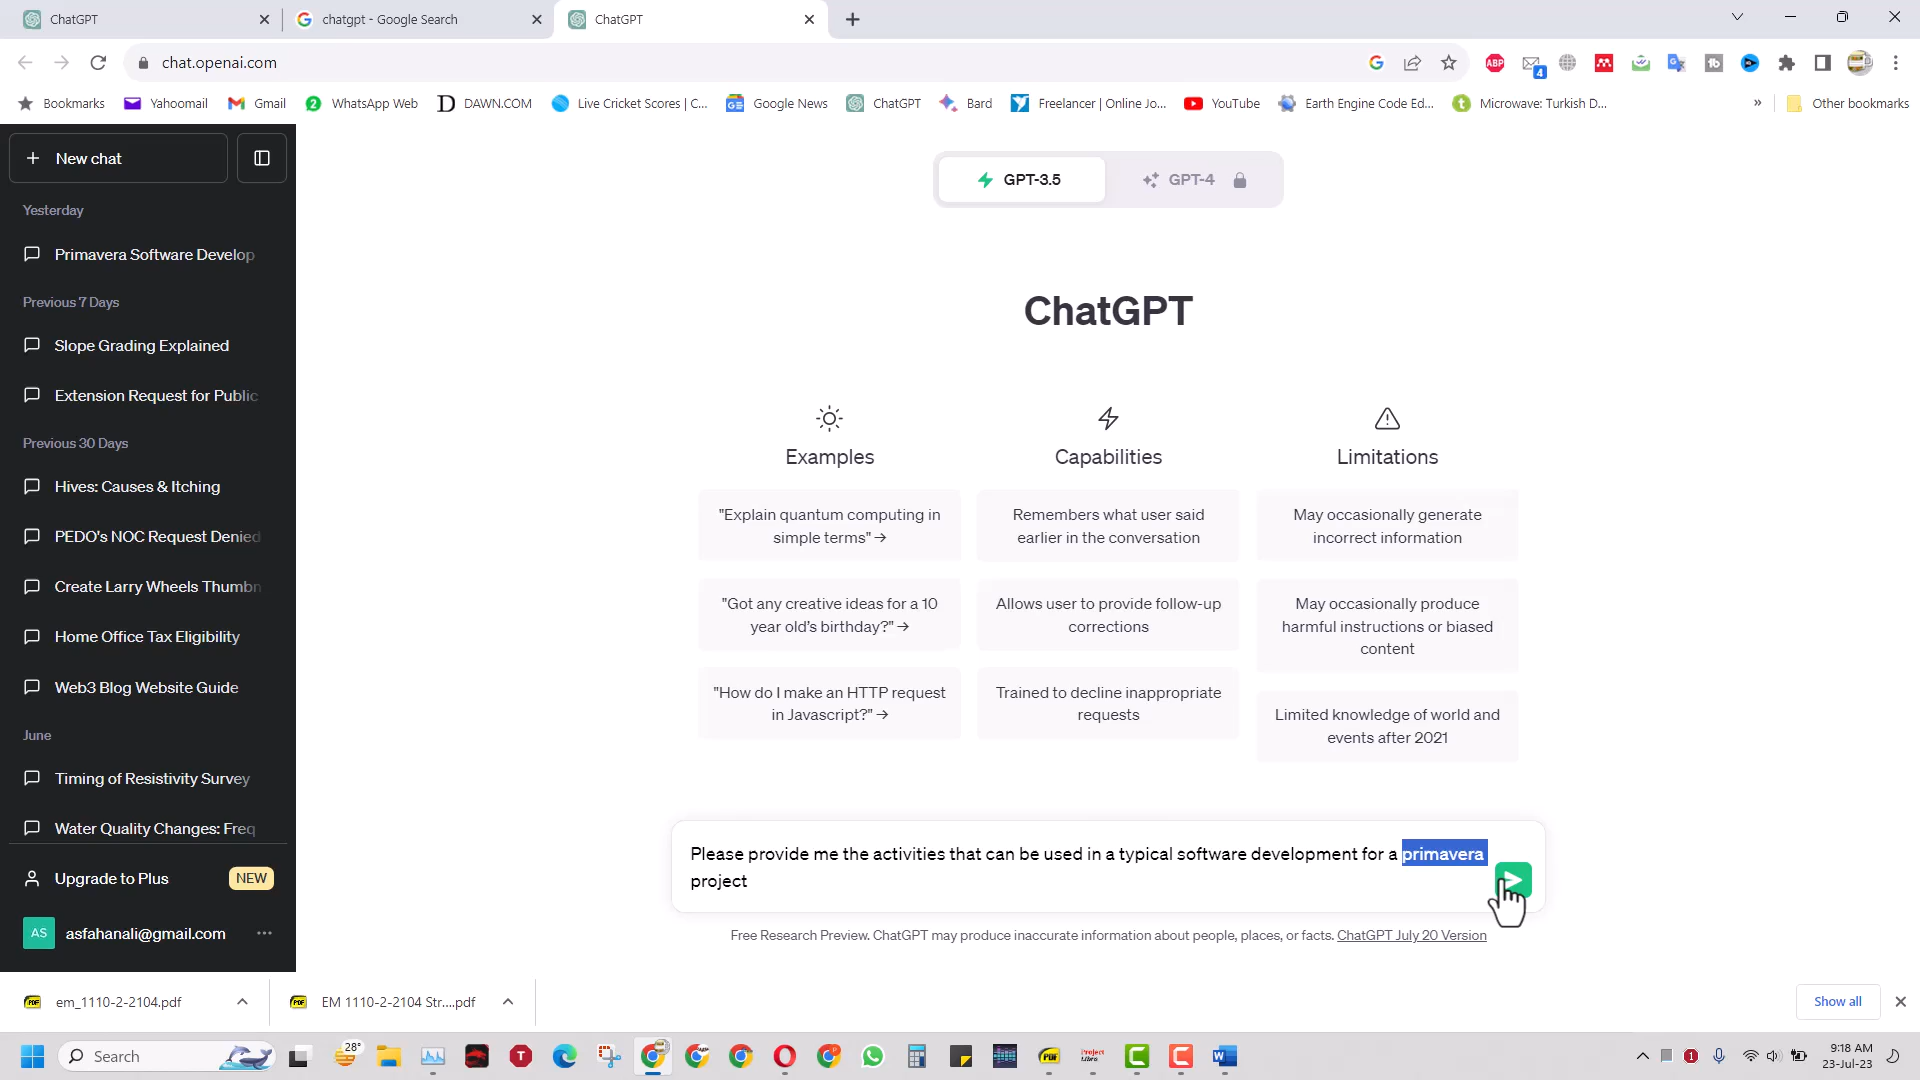 ChatGPT
chatgpt - Google Search
ChatGPT
chat.openai.com
ABP
4
Bookmarks
Yahoomail
Gmail
2
WhatsApp Web
D
DAWN.COM
Live Cricket Scores | C...
Google News
ChatGPT
Bard
Freelancer | Online Jo...
YouTube
Earth Engine Code Ed...
Microwave: Turkish D...
»
Other bookmarks
+ New chat
Yesterday
Primavera Software Develop
Previous 7 Days
Slope Grading Explained
Extension Request for Public
Previous 30 Days
Hives: Causes & Itching
PEDO's NOC Request Denied
Create Larry Wheels Thumbn
Home Office Tax Eligibility
Web3 Blog Website Guide
June
Timing of Resistivity Survey
Water Quality Changes: Freq
Upgrade to Plus
NEW
AS
asfahanali@gmail.com
GPT-3.5
GPT-4
ChatGPT
Examples
"Explain quantum computing in
simple terms" →
"Got any creative ideas for a 10
year old's birthday?" →
"How do I make an HTTP request
in Javascript?" →
Capabilities
Remembers what user said
earlier in the conversation
Allows user to provide follow-up
corrections
Trained to decline inappropriate
requests
Limitations
May occasionally generate
incorrect information
May occasionally produce
harmful instructions or biased
content
Limited knowledge of world and
events after 2021
Please provide me the activities that can be used in a typical software development for a primavera
project
Free Research Preview. ChatGPT may produce inaccurate information about people, places, or facts. ChatGPT July 20 Version
PDF
em_1110-2-2104.pdf
PDF
EM 1110-2-2104 Str....pdf
Show all
Search
28°
T
PDF
Project
Libre
C
C
W
1
9:18 AM
23-Jul-23